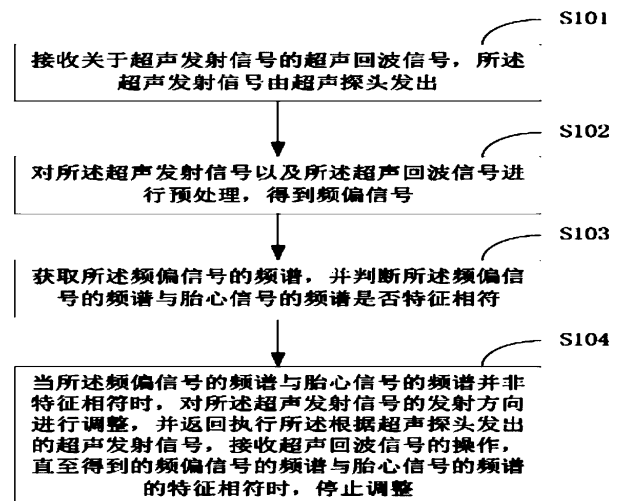 S101
接收关于超声发射信号的超声回波信号，所述
超声发射信号由超声探头发出
S102
对所述超声发射信号以及所述超声回波信号进
行预处理，得到频偏信号
S103
获取所述频偏信号的频谱，并判断所述频偏信
号的频谱与胎心信号的频谱是否特征相符
S104
当所述频偏信号的频谱与胎心信号的频谱并非
特征相符时，对所述超声发射信号的发射方向
进行调整，并返回执行所述根据超声探头发出
的超声发射信号，接收超声回波信号的操作，
直至得到的频偏信号的频谱与胎心信号的频谱
的特征相符时，停止调整